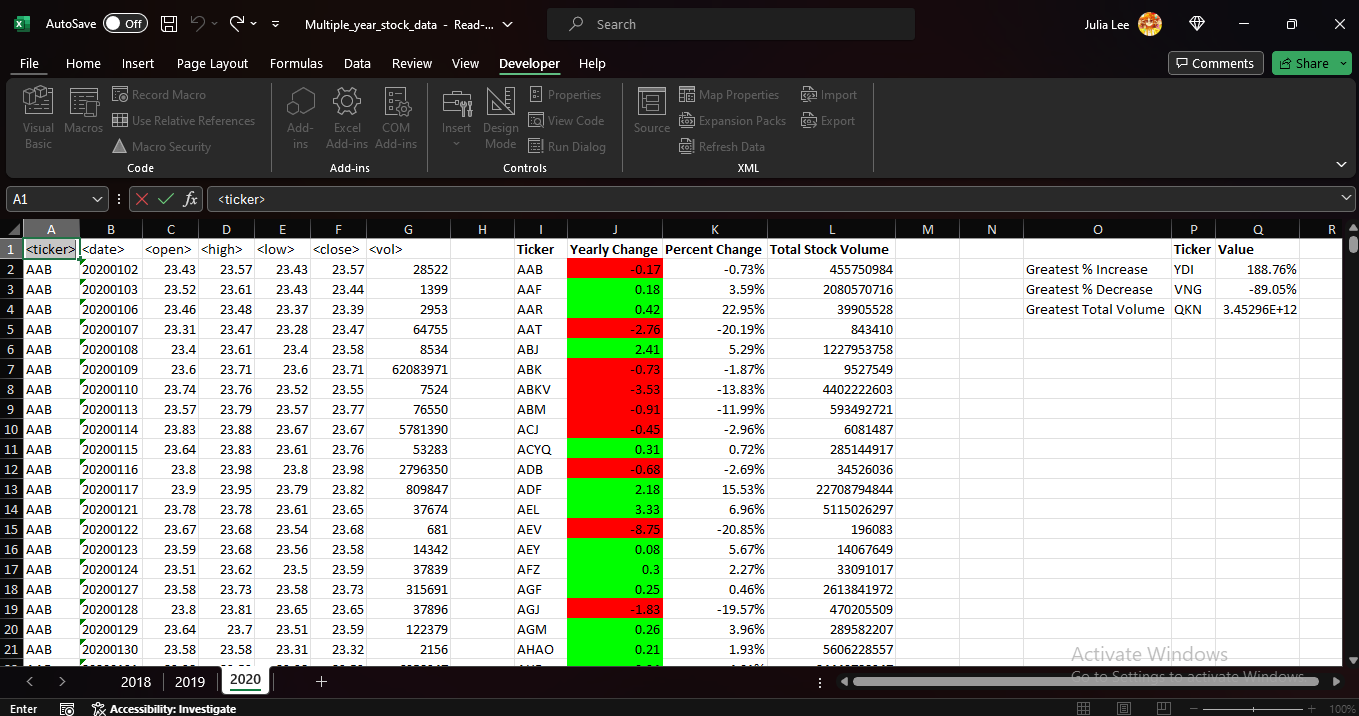 AutoSave Off Multiple_year_stock_data - Read-... Search Julia Lee
File Home Insert Page Layout Formulas Data Review View Developer Help Comments Share
Visual Basic Macros Record Macro Use Relative References Macro Security
Add-ins Excel Add-ins COM Add-ins
Insert Design Mode Properties View Code Run Dialog
Source Map Properties Expansion Packs Refresh Data Import Export
Code Add-ins Controls XML
A1 fx <ticker>
A B C D E F G H I J K L M N O P Q R
1 <ticker> <date> <open> <high> <low> <close> <vol> Ticker Yearly Change Percent Change Total Stock Volume Ticker Value
2 AAB 20200102 23.43 23.57 23.43 23.57 28522 AAB -0.17 -0.73% 455750984 Greatest % Increase YDI 188.76%
3 AAB 20200103 23.52 23.61 23.43 23.44 1399 AAF 0.18 3.59% 2080570716 Greatest % Decrease VNG -89.05%
4 AAB 20200106 23.46 23.48 23.37 23.39 2953 AAR 0.42 22.95% 39905528 Greatest Total Volume QKN 3.45296E+12
5 AAB 20200107 23.31 23.47 23.28 23.47 64755 AAT -2.76 -20.19% 843410
6 AAB 20200108 23.4 23.61 23.4 23.58 8534 ABJ 2.41 5.29% 1227953758
7 AAB 20200109 23.6 23.71 23.6 23.71 62083971 ABK -0.73 -1.87% 9527549
8 AAB 20200110 23.74 23.76 23.52 23.55 7524 ABKV -3.53 -13.83% 4402222603
9 AAB 20200113 23.57 23.79 23.57 23.77 76550 ABM -0.91 -11.99% 593492721
10 AAB 20200114 23.83 23.88 23.67 23.67 5781390 ACJ -0.45 -2.96% 6081487
11 AAB 20200115 23.64 23.83 23.61 23.76 53283 ACYQ 0.31 0.72% 285144917
12 AAB 20200116 23.8 23.98 23.8 23.98 2796350 ADB -0.68 -2.69% 34526036
13 AAB 20200117 23.9 23.95 23.79 23.82 809847 ADF 2.18 15.53% 22708794844
14 AAB 20200121 23.78 23.78 23.61 23.65 37674 AEL 3.33 6.96% 5115026297
15 AAB 20200122 23.67 23.68 23.54 23.68 681 AEV -8.75 -20.85% 196083
16 AAB 20200123 23.59 23.68 23.56 23.58 14342 AEY 0.08 5.67% 14067649
17 AAB 20200124 23.51 23.62 23.5 23.59 37839 AFZ 0.3 2.27% 33091017
18 AAB 20200127 23.58 23.73 23.58 23.73 315691 AGF 0.25 0.46% 2613841972
19 AAB 20200128 23.8 23.81 23.65 23.65 37896 AGJ -1.83 -19.57% 470205509
20 AAB 20200129 23.64 23.7 23.51 23.59 122379 AGM 0.26 3.96% 289582207
21 AAB 20200130 23.58 23.58 23.31 23.32 2156 AHAO 0.21 1.93% 5606228557
Activate Windows
Go to Settings to activate Windows.
2018 2019 2020
Enter Accessibility: Investigate 100%